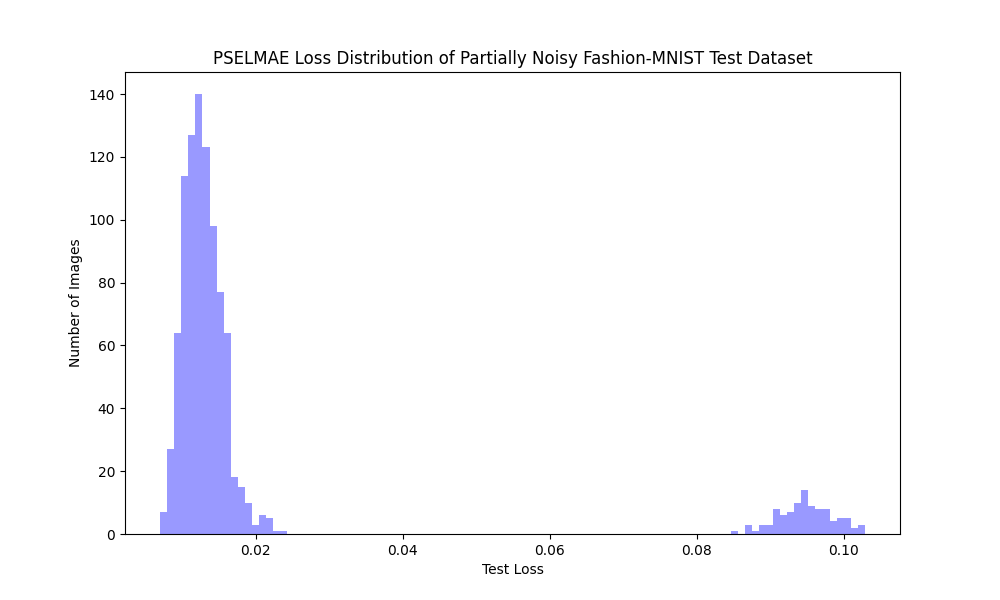 PSELMAE Loss Distribution of Partially Noisy Fashion-MNIST Test Dataset
140
120
100
80
60
40
20
0
Number of Images
0.02 0.04 0.06 0.08 0.10
Test Loss